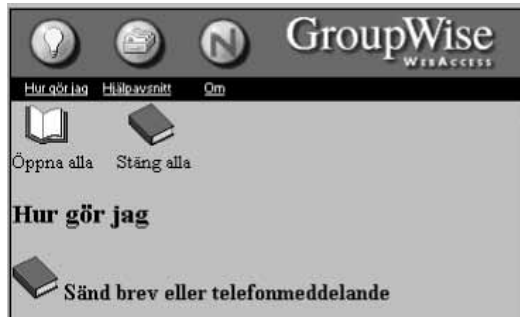 GroupWise
WEBACCESS
Hur gör jag Hjälpavsnitt Om
Öppna alla Stäng alla
Hur gör jag
Sänd brev eller telefonmeddelande